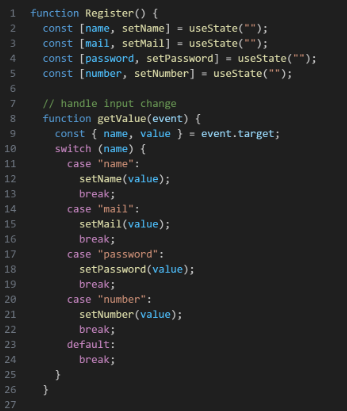 1 function Register() {
2   const [name, setName] = useState("");
3   const [mail, setMail] = useState("");
4   const [password, setPassword] = useState("");
5   const [number, setNumber] = useState("");
6
7   // handle input change
8   function getValue(event) {
9     const { name, value } = event.target;
10     switch (name) {
11       case "name":
12         setName(value);
13         break;
14       case "mail":
15         setMail(value);
16         break;
17       case "password":
18         setPassword(value);
19         break;
20       case "number":
21         setNumber(value);
22         break;
23       default:
24         break;
25     }
26   }
27